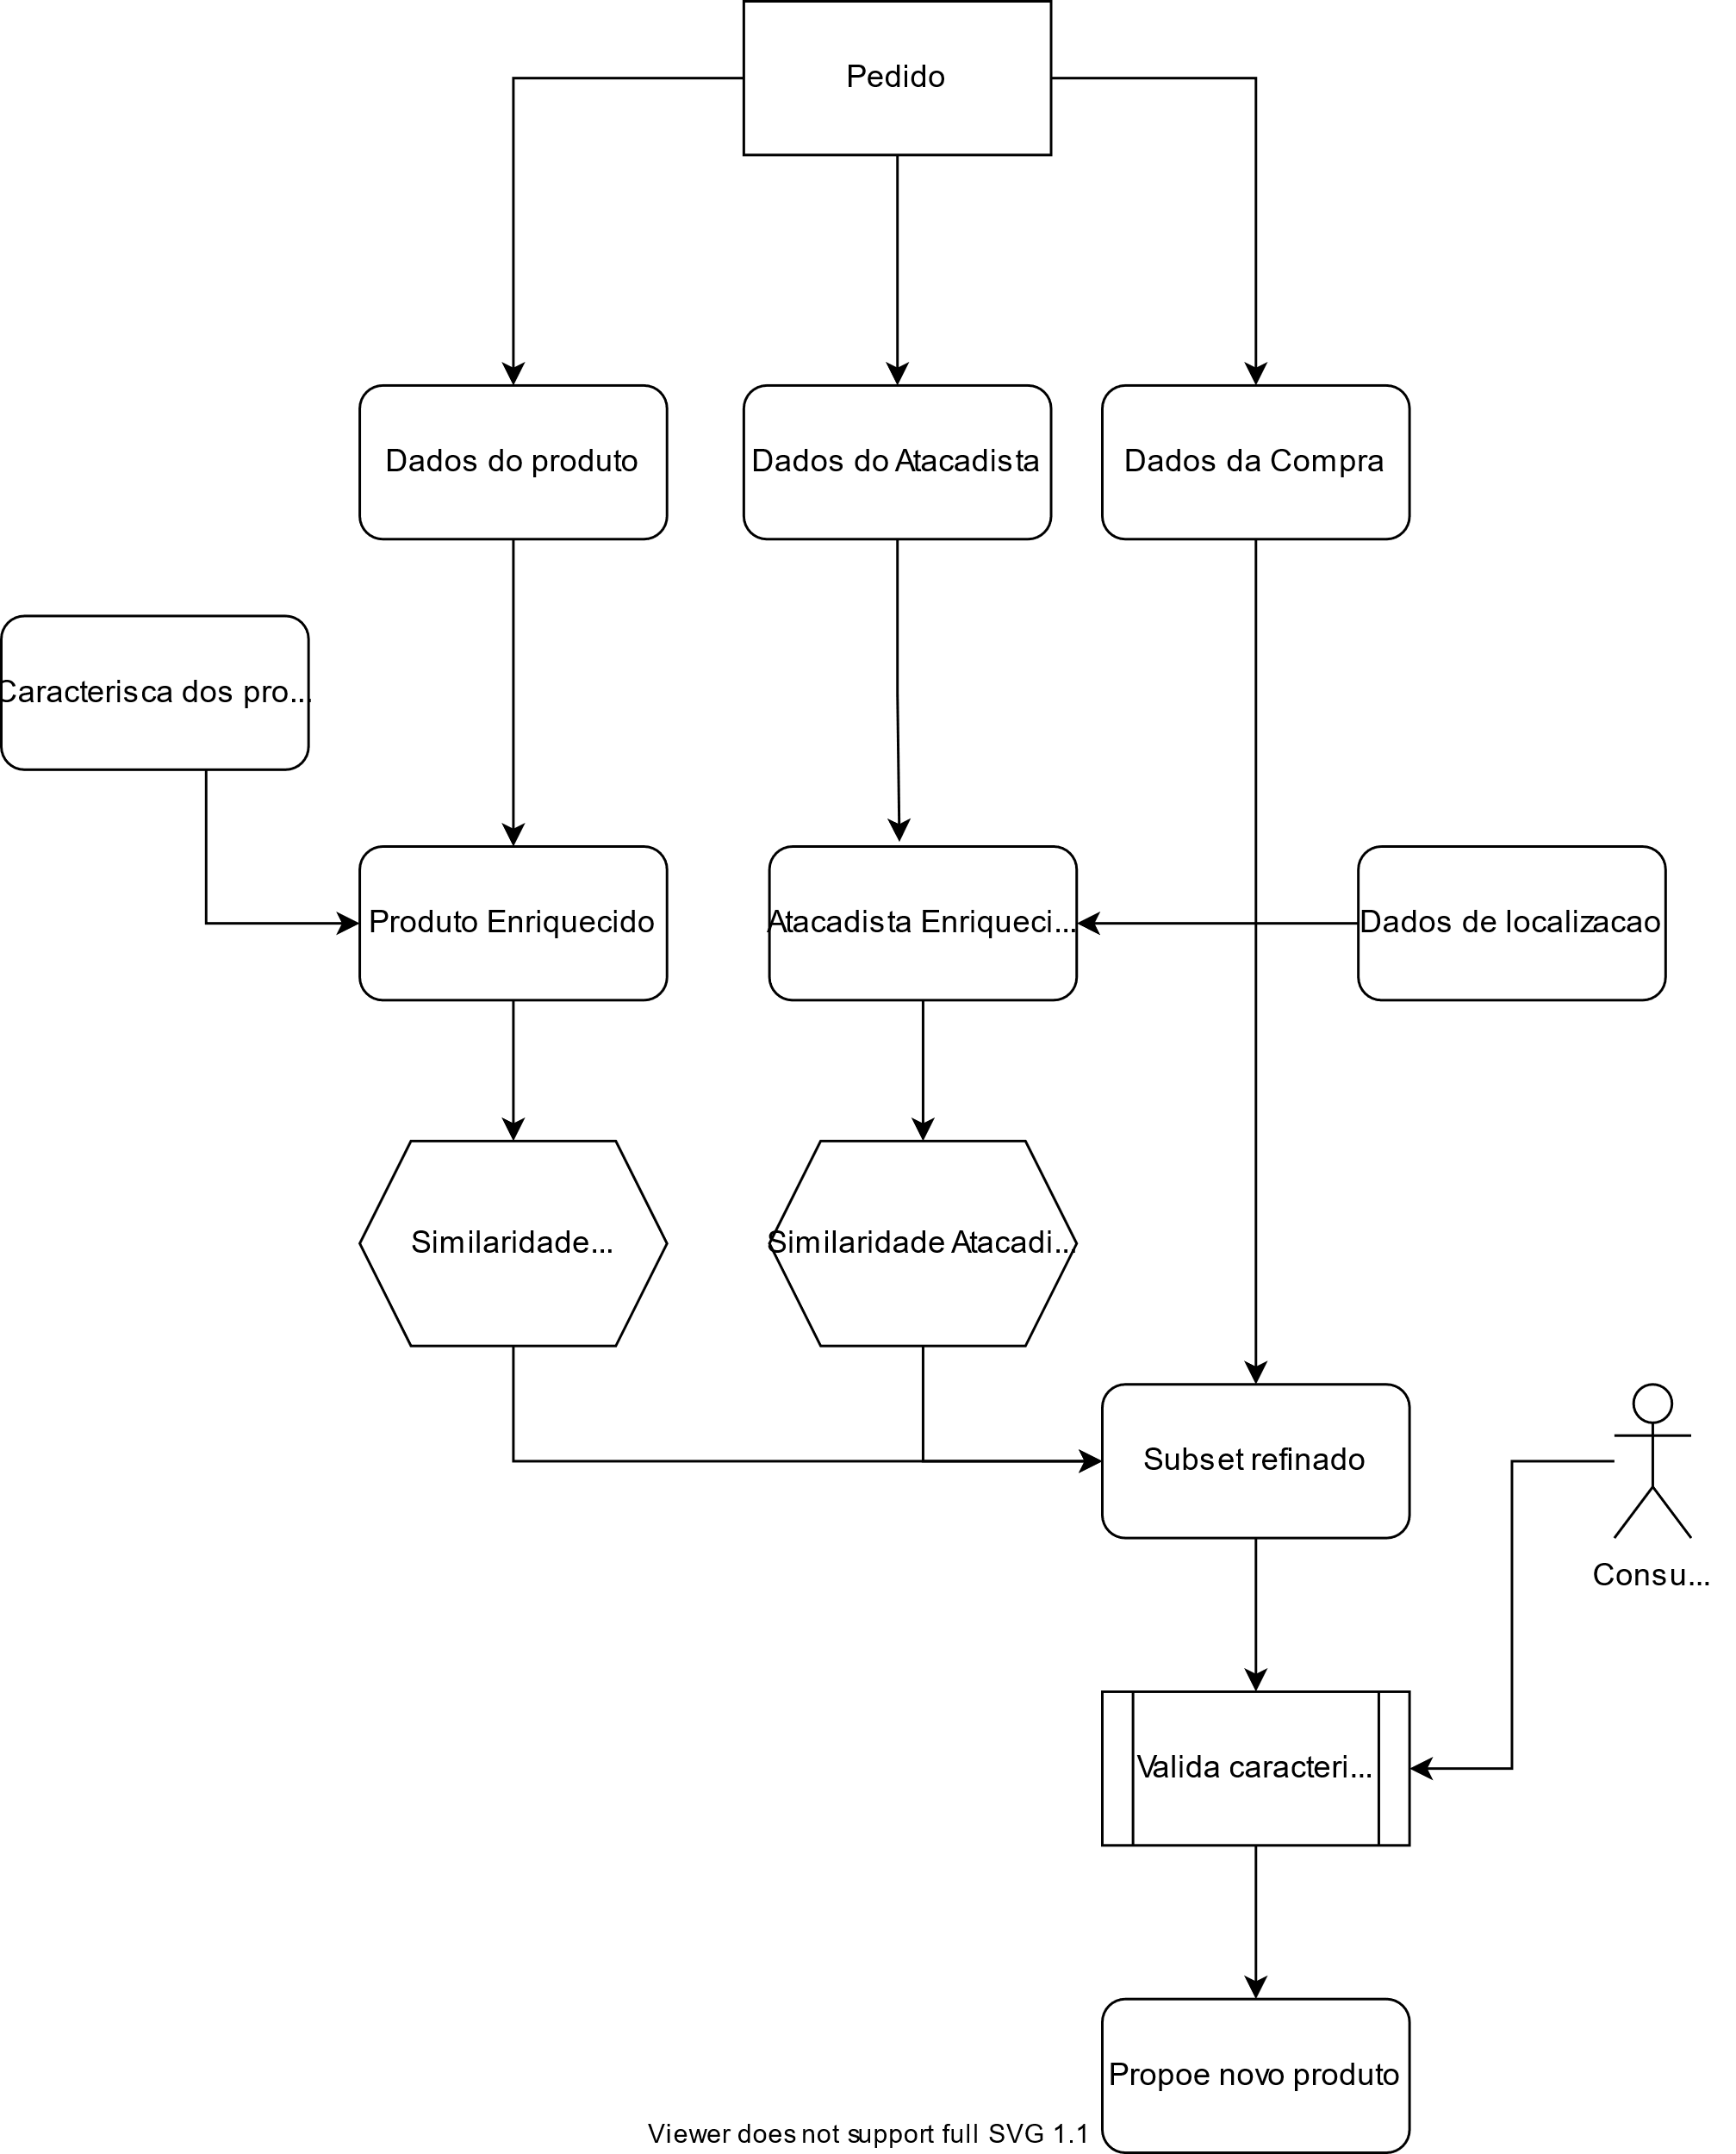 Pedido
Dados do produto
Dados do Atacadista
Dados da Compra
Caracterisca dos pro...
Produto Enriquecido
Atacadista Enriqueci...
Dados de localizacao
Similaridade...
Similaridade Atacadi...
Subset refinado
Consu...
Valida caracteri...
Propoe novo produto
Viewer does not support full SVG 1.1